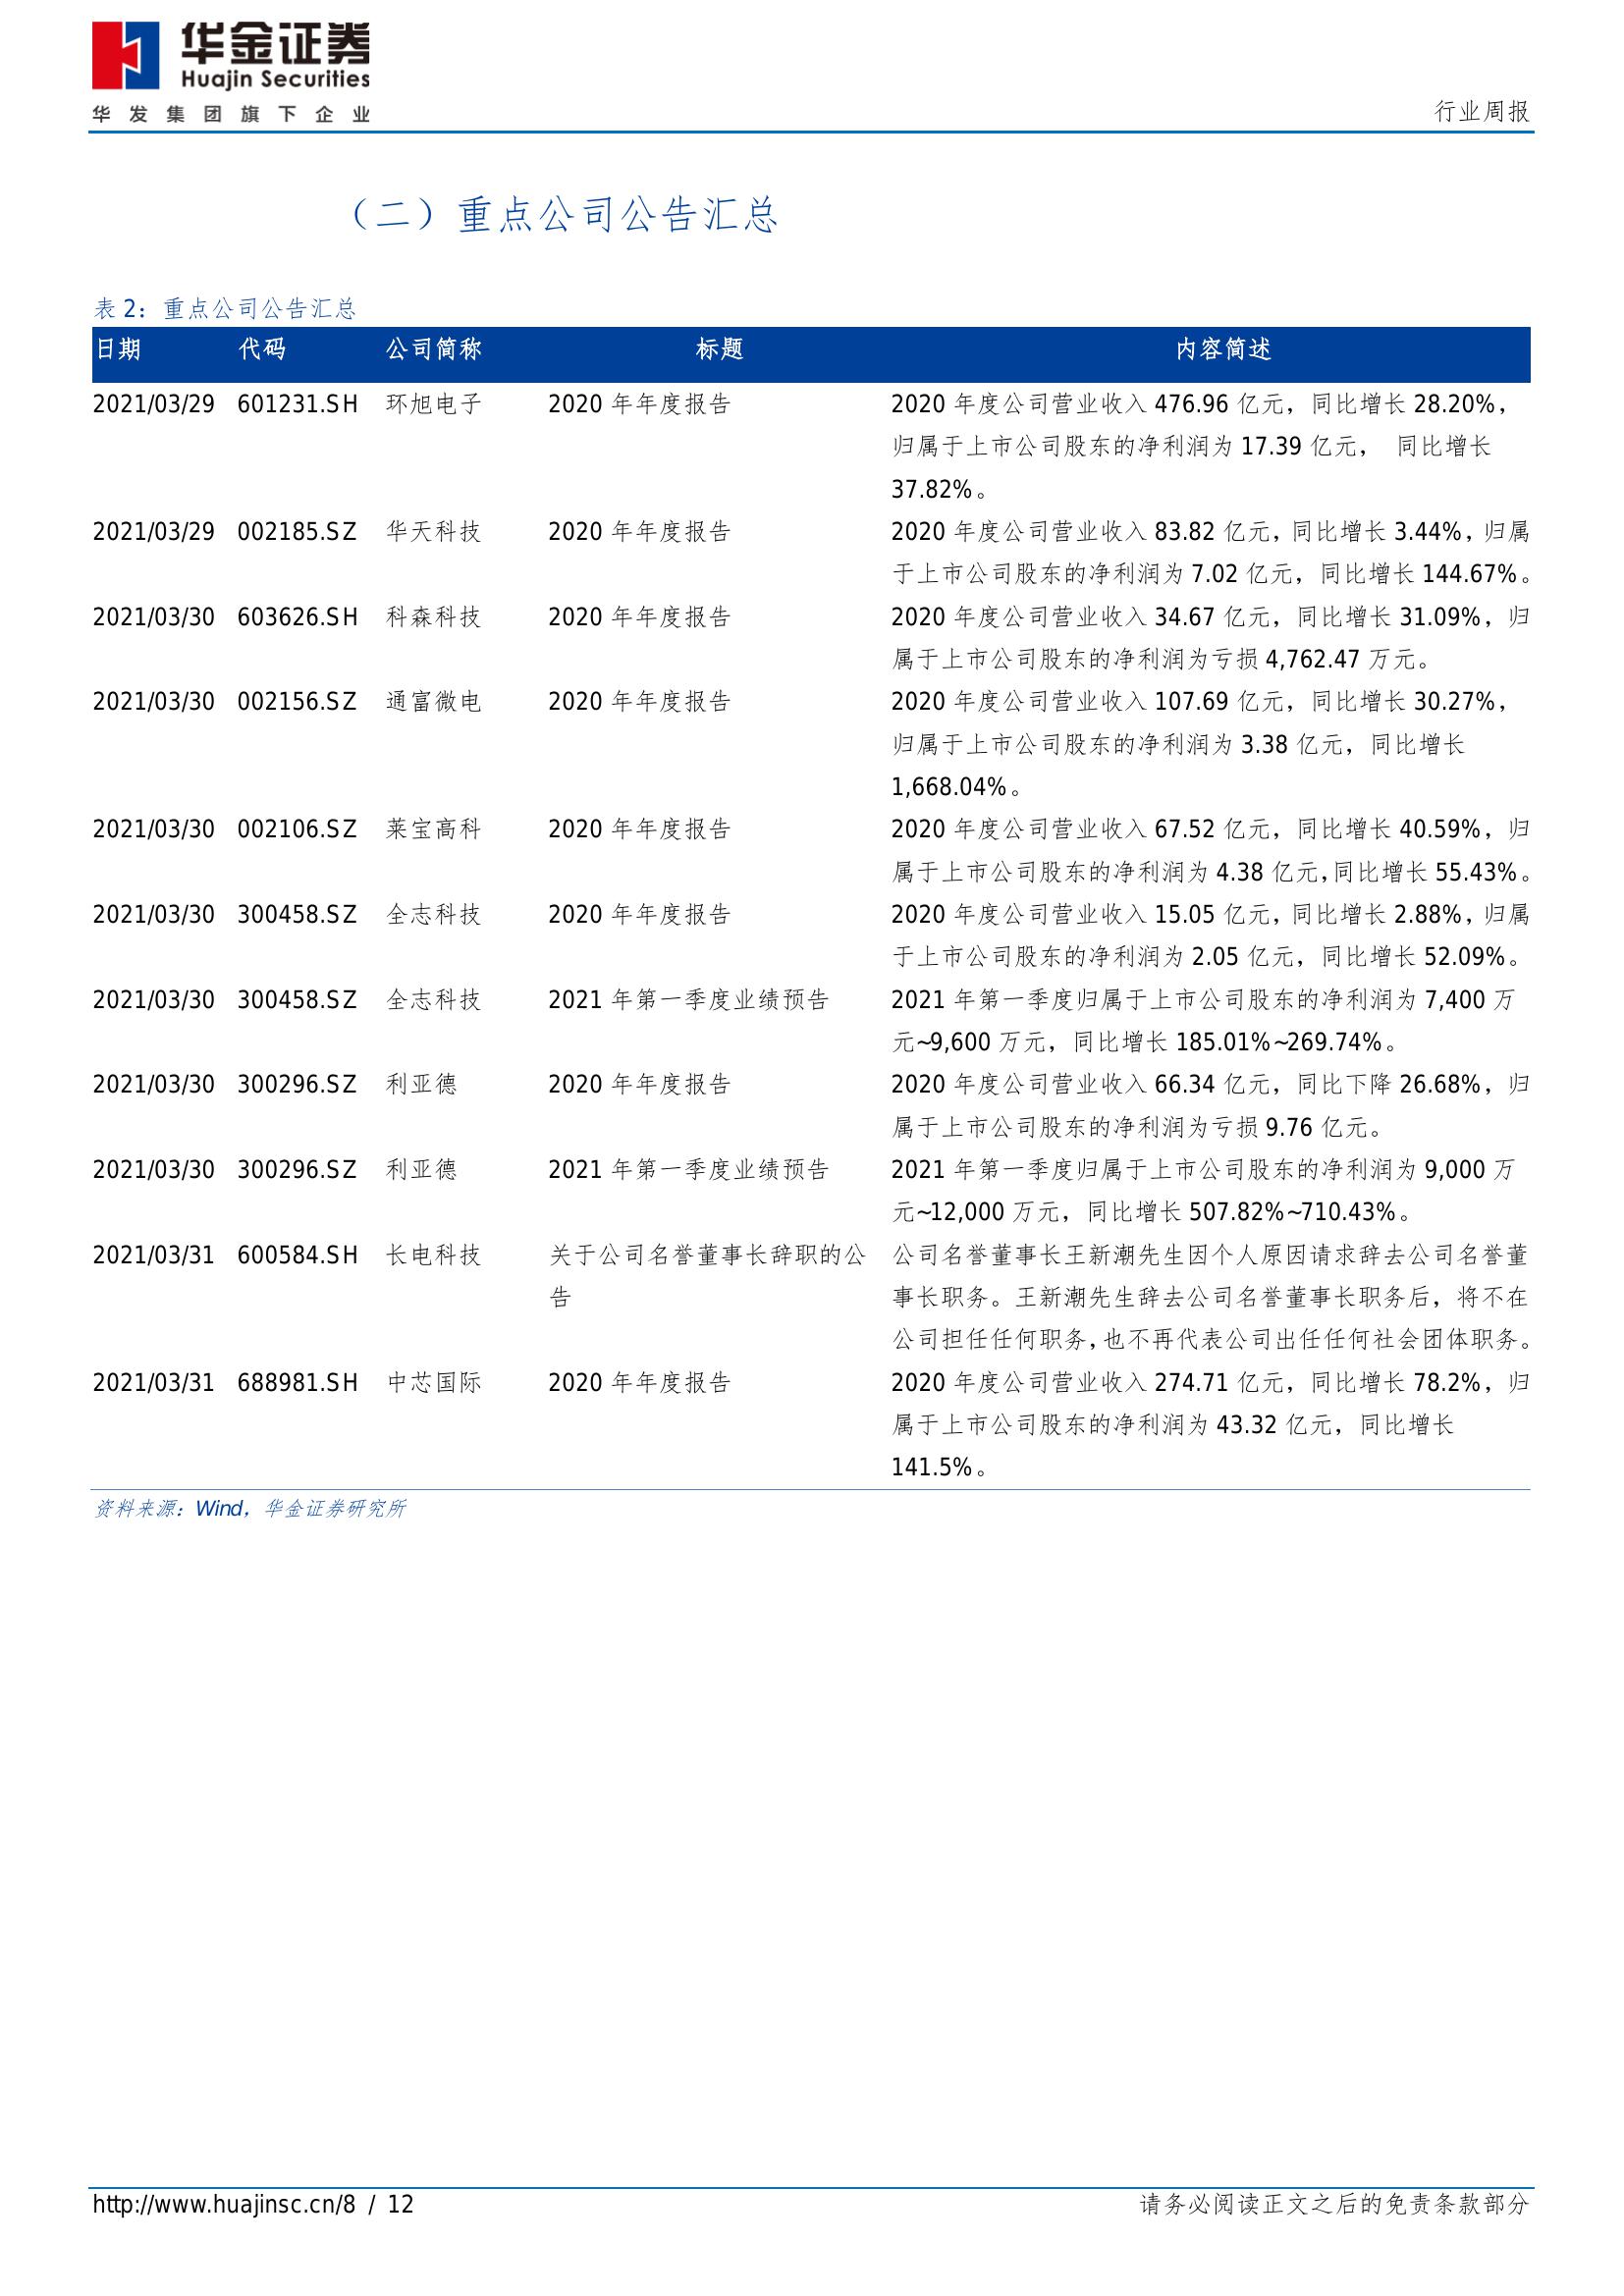 华金证券
Huajin Securities
华发集团旗下企业
行业周报
（二）重点公司公告汇总
表 2：重点公司公告汇总
日期 代码 公司简称 标题 内容简述
2021/03/29 601231.SH 环旭电子 2020 年年度报告 2020 年度公司营业收入 476.96 亿元，同比增长 28.20%，
归属于上市公司股东的净利润为 17.39 亿元， 同比增长
37.82%。
2021/03/29 002185.SZ 华天科技 2020 年年度报告 2020 年度公司营业收入 83.82 亿元，同比增长 3.44%，归属
于上市公司股东的净利润为 7.02 亿元，同比增长 144.67%。
2021/03/30 603626.SH 科森科技 2020 年年度报告 2020 年度公司营业收入 34.67 亿元，同比增长 31.09%，归
属于上市公司股东的净利润为亏损 4,762.47 万元。
2021/03/30 002156.SZ 通富微电 2020 年年度报告 2020 年度公司营业收入 107.69 亿元，同比增长 30.27%，
归属于上市公司股东的净利润为 3.38 亿元，同比增长
1,668.04%。
2021/03/30 002106.SZ 莱宝高科 2020 年年度报告 2020 年度公司营业收入 67.52 亿元，同比增长 40.59%，归
属于上市公司股东的净利润为 4.38 亿元，同比增长 55.43%。
2021/03/30 300458.SZ 全志科技 2020 年年度报告 2020 年度公司营业收入 15.05 亿元，同比增长 2.88%，归属
于上市公司股东的净利润为 2.05 亿元，同比增长 52.09%。
2021/03/30 300458.SZ 全志科技 2021 年第一季度业绩预告 2021 年第一季度归属于上市公司股东的净利润为 7,400 万
元~9,600 万元，同比增长 185.01%~269.74%。
2021/03/30 300296.SZ 利亚德 2020 年年度报告 2020 年度公司营业收入 66.34 亿元，同比下降 26.68%，归
属于上市公司股东的净利润为亏损 9.76 亿元。
2021/03/30 300296.SZ 利亚德 2021 年第一季度业绩预告 2021 年第一季度归属于上市公司股东的净利润为 9,000 万
元~12,000 万元，同比增长 507.82%~710.43%。
2021/03/31 600584.SH 长电科技 关于公司名誉董事长辞职的公 公司名誉董事长王新潮先生因个人原因请求辞去公司名誉董
告 事长职务。王新潮先生辞去公司名誉董事长职务后，将不在
公司担任任何职务，也不再代表公司出任任何社会团体职务。
2021/03/31 688981.SH 中芯国际 2020 年年度报告 2020 年度公司营业收入 274.71 亿元，同比增长 78.2%，归
属于上市公司股东的净利润为 43.32 亿元，同比增长
141.5%。
资料来源：Wind，华金证券研究所
http://www.huajinsc.cn/8 / 12 请务必阅读正文之后的免责条款部分